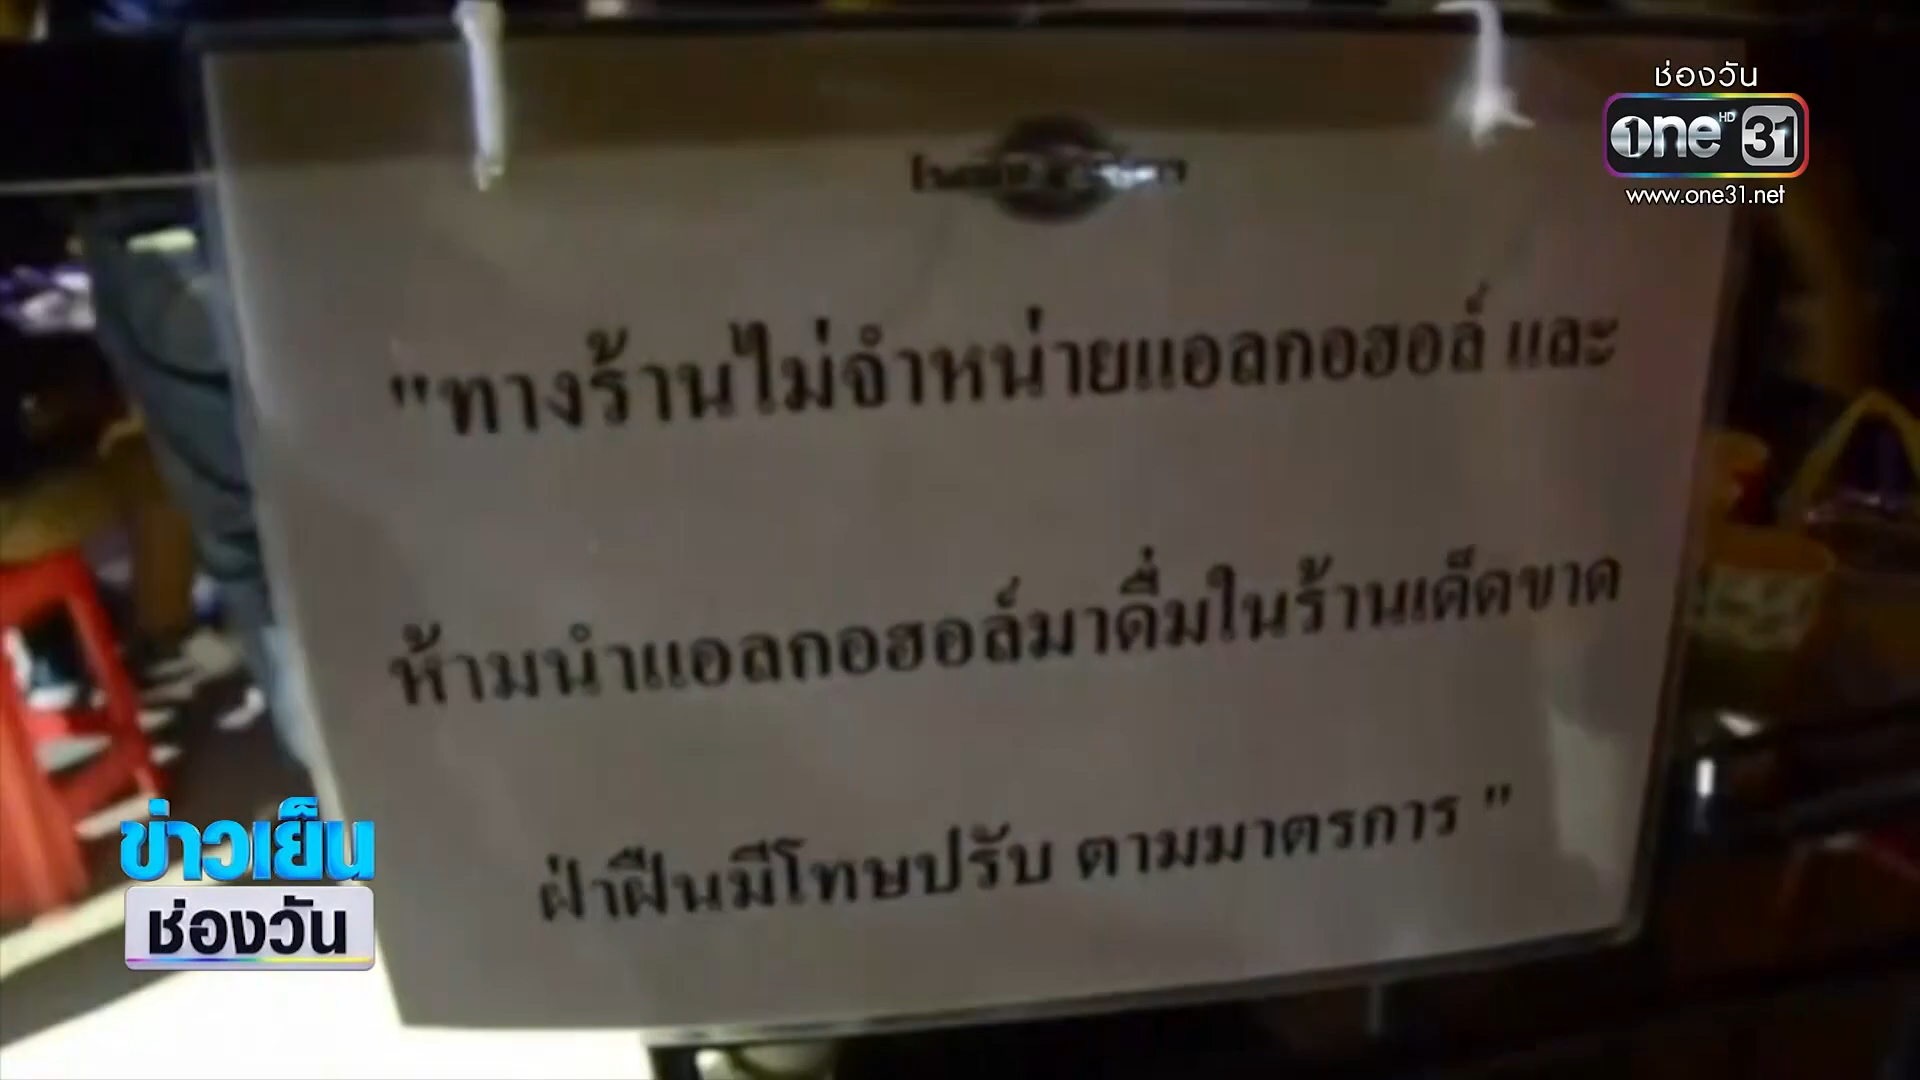 ช่องวัน
one HD 31
www.one31.net
"ทางร้านไม่จำหน่ายแอลกอฮอล์ และ
ห้ามนำแอลกอฮอล์มาดื่มในร้านเด็ดขาด
ฝ่าฝืนมีโทษปรับ ตามมาตรการ "
ข่าวเย็น
ช่องวัน